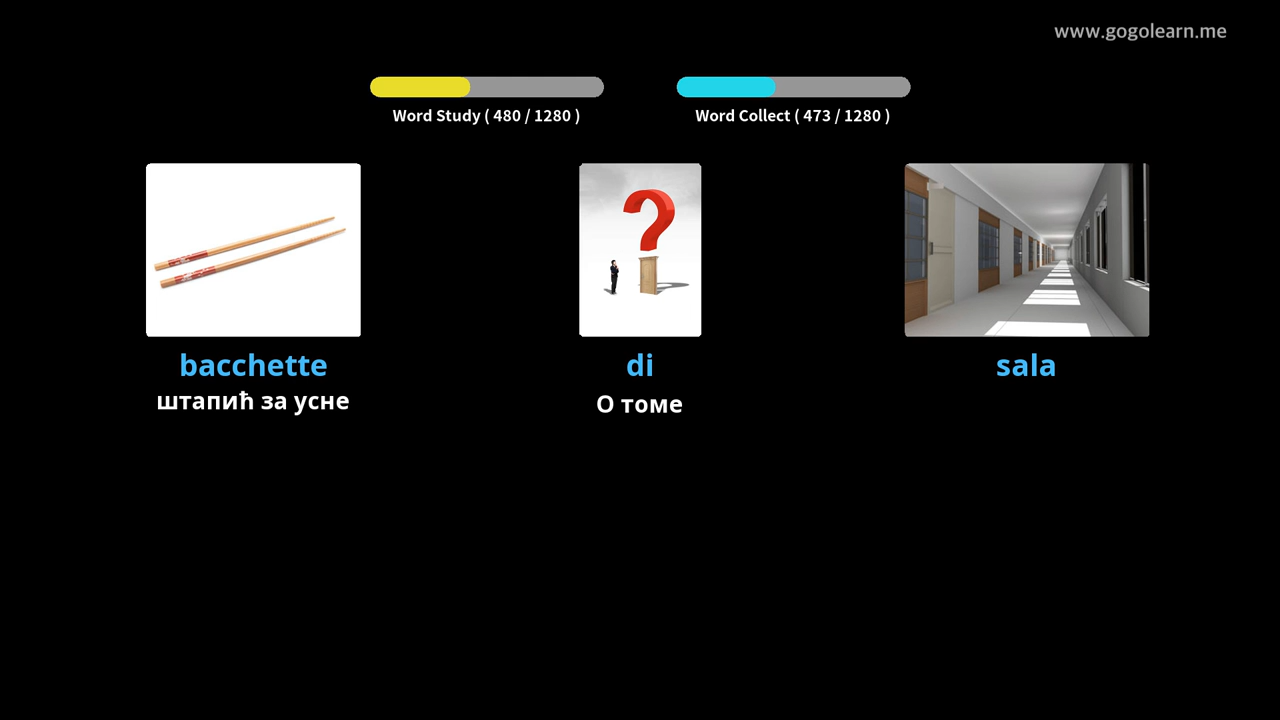 www.gogolearn.me
Word Study ( 480 / 1280 )
Word Collect ( 473 / 1280 )
bacchette
di
sala
штапић за усне
О томе